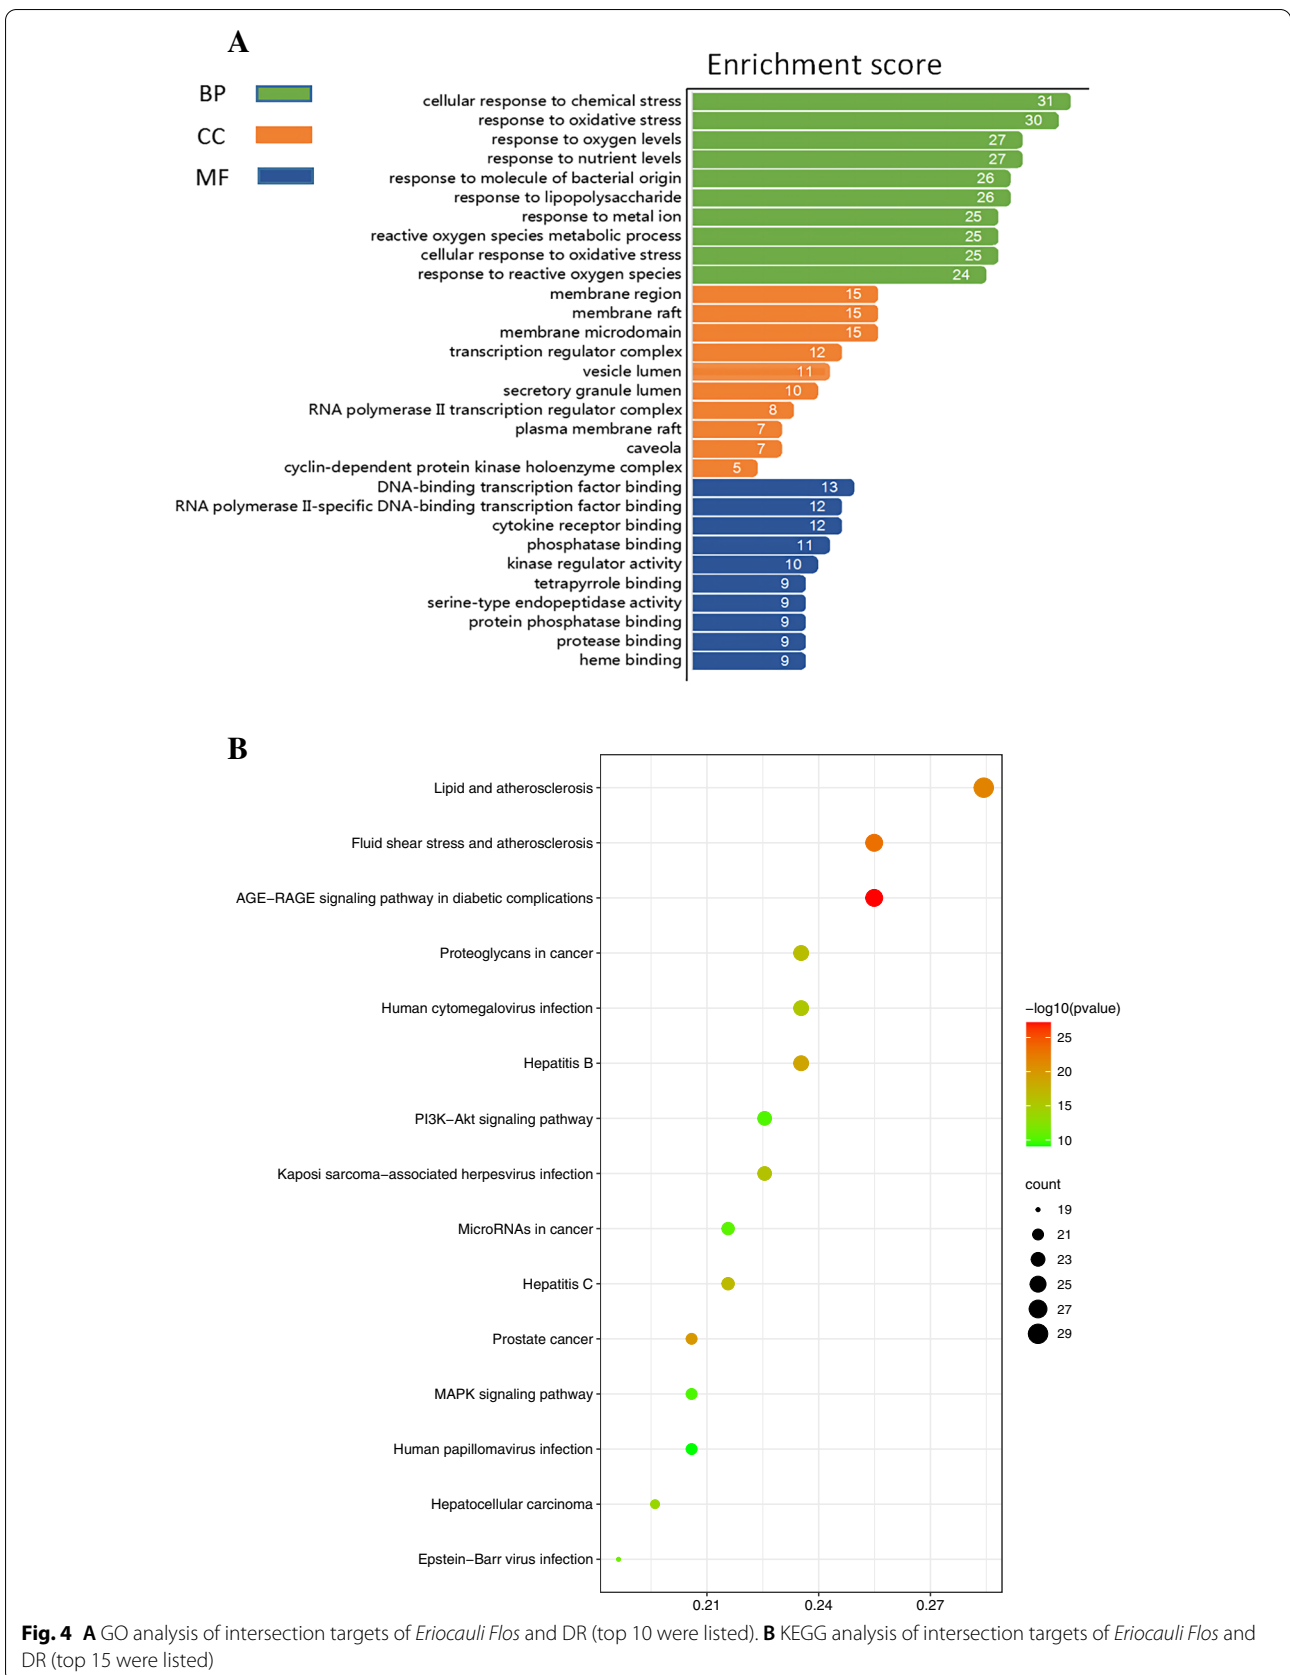 A
Enrichment score
BP
CC
MF
cellular response to chemical stress 31
response to oxidative stress 30
response to oxygen levels 27
response to nutrient levels 27
response to molecule of bacterial origin 26
response to lipopolysaccharide 26
response to metal ion 25
reactive oxygen species metabolic process 25
cellular response to oxidative stress 25
response to reactive oxygen species 24
membrane region 15
membrane raft 15
membrane microdomain 15
transcription regulator complex 12
vesicle lumen 11
secretory granule lumen 10
RNA polymerase II transcription regulator complex 8
plasma membrane raft 7
caveola 7
cyclin-dependent protein kinase holoenzyme complex 5
DNA-binding transcription factor binding 13
RNA polymerase II-specific DNA-binding transcription factor binding 12
cytokine receptor binding 12
phosphatase binding 11
kinase regulator activity 10
tetrapyrrole binding 9
serine-type endopeptidase activity 9
protein phosphatase binding 9
protease binding 9
heme binding 9
B
Lipid and atherosclerosis
Fluid shear stress and atherosclerosis
AGE−RAGE signaling pathway in diabetic complications
Proteoglycans in cancer
Human cytomegalovirus infection
Hepatitis B
PI3K−Akt signaling pathway
Kaposi sarcoma−associated herpesvirus infection
MicroRNAs in cancer
Hepatitis C
Prostate cancer
MAPK signaling pathway
Human papillomavirus infection
Hepatocellular carcinoma
Epstein−Barr virus infection
0.21 0.24 0.27
−log10(pvalue)
25
20
15
10
count
19
21
23
25
27
29
Fig. 4 A GO analysis of intersection targets of Eriocauli Flos and DR (top 10 were listed). B KEGG analysis of intersection targets of Eriocauli Flos and
DR (top 15 were listed)